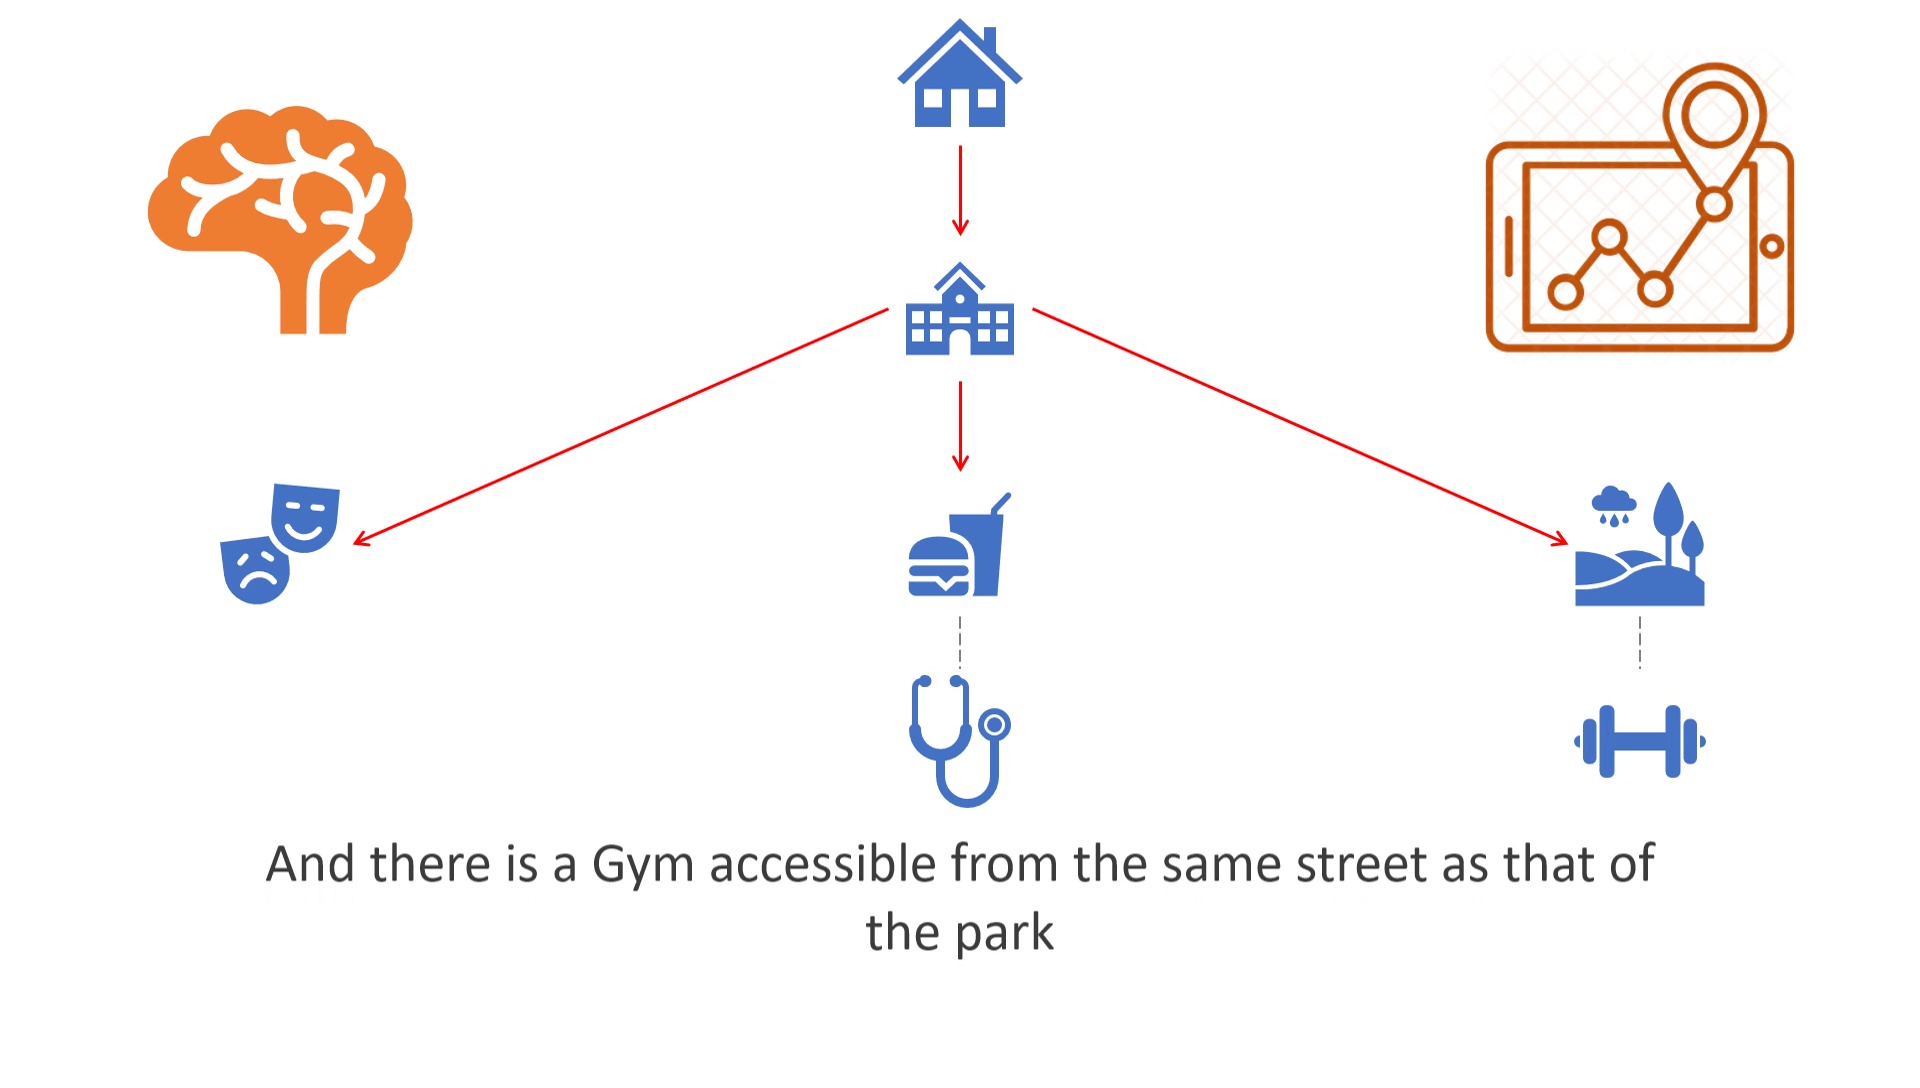 And there is a Gym accessible from the same street as that of
the park